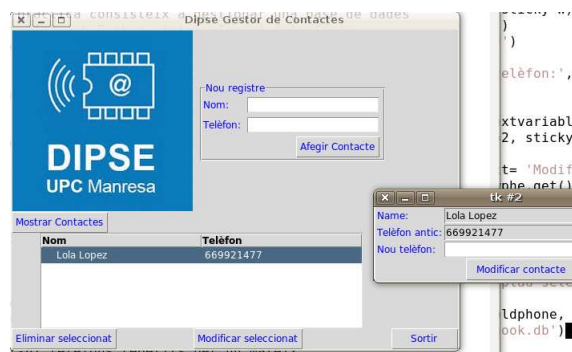 Dipse Gestor de Contactes
@
DIPSE
UPC Manresa
Nou registre
Nom:
Telèfon:
Afegir Contacte
Mostrar Contactes
Nom Telèfon
Lola Lopez 669921477
Eliminar seleccionat Modificar seleccionat Sortir
tk #2
Name: Lola Lopez
Telèfon antic: 669921477
Nou telèfon:
Modificar contacte
)
')
elèfon:',
xtvariabl
2, sticky
t= 'Modif
phe.get()
ldphone,
ook.db')